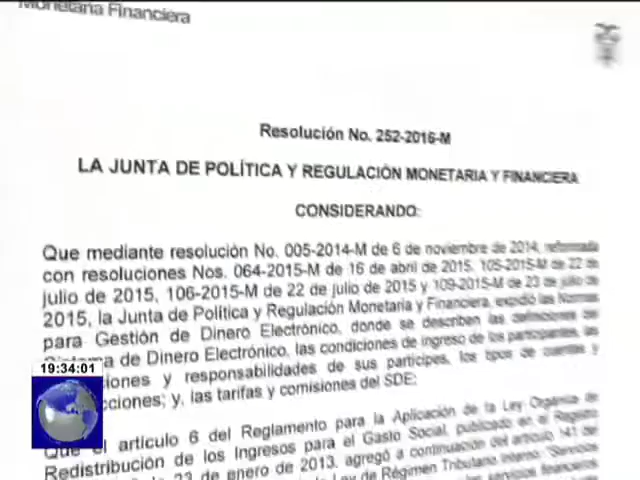 Monetaria Financiera
Resolución No. 252-2016-M
LA JUNTA DE POLÍTICA Y REGULACIÓN MONETARIA Y FINANCIERA
CONSIDERANDO:
Que mediante resolución No. 005-2014-M de 6 de noviembre de 2014, reformada
con resoluciones Nos. 064-2015-M de 16 de abril de 2015, 105-2015-M de 22 de
julio de 2015, 106-2015-M de 22 de julio de 2015 y 109-2015-M de 23 de julio de
2015, la Junta de Política y Regulación Monetaria y Financiera, expidió las Normas
para Gestión de Dinero Electrónico, donde se describen las definiciones del
Sistema de Dinero Electrónico, las condiciones de ingreso de los participantes, las
ciones y responsabilidades de sus partícipes, los tipos de cuentas y
cciones; y, las tarifas y comisiones del SDE;
19:34:01
Que el artículo 6 del Reglamento para la Aplicación de la Ley Orgánica de
Redistribución de los Ingresos para el Gasto Social, publicado en el Registro
23 de enero de 2013, agregó a continuación del artículo 141 del
Ley de Régimen Tributario Interno: "Servicios
servicios financieros